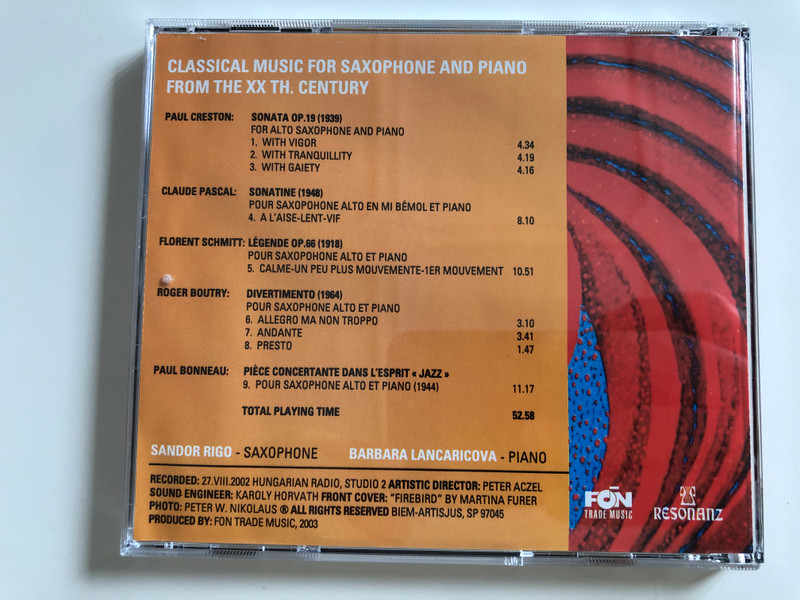 CLASSICAL MUSIC FOR SAXOPHONE AND PIANO
FROM THE XX TH. CENTURY
PAUL CRESTON: SONATA OP.19 (1939)
FOR ALTO SAXOPHONE AND PIANO
1. WITH VIGOR 4.34
2. WITH TRANQUILLITY 4.19
3. WITH GAIETY 4.16
CLAUDE PASCAL: SONATINE (1948)
POUR SAXOPOHONE ALTO EN MI BÉMOL ET PIANO
4. À L'AISE-LENT-VIF 8.10
FLORENT SCHMITT: LÉGENDE OP.66 (1918)
POUR SAXOPOHONE ALTO ET PIANO
5. CALME-UN PEU PLUS MOUVEMENTE-1ER MOUVEMENT 10.51
ROGER BOUTRY: DIVERTIMENTO (1964)
POUR SAXOPHONE ALTO ET PIANO
6. ALLEGRO MA NON TROPPO 3.10
7. ANDANTE 3.41
8. PRESTO 1.47
PAUL BONNEAU: PIÈCE CONCERTANTE DANS L'ESPRIT « JAZZ »
9. POUR SAXOPHONE ALTO ET PIANO (1944) 11.17
TOTAL PLAYING TIME 52.58
SANDOR RIGO - SAXOPHONE BARBARA LANCARICOVA - PIANO
RECORDED: 27.VIII.2002 HUNGARIAN RADIO, STUDIO 2 ARTISTIC DIRECTOR: PETER ACZEL
SOUND ENGINEER: KAROLY HORVATH FRONT COVER: "FIREBIRD" BY MARTINA FURER
PHOTO: PETER W. NIKOLAUS ® ALL RIGHTS RESERVED BIEM-ARTISJUS, SP 97045
PRODUCED BY: FON TRADE MUSIC, 2003
FŌN
TRADE MUSIC
RESONANZ